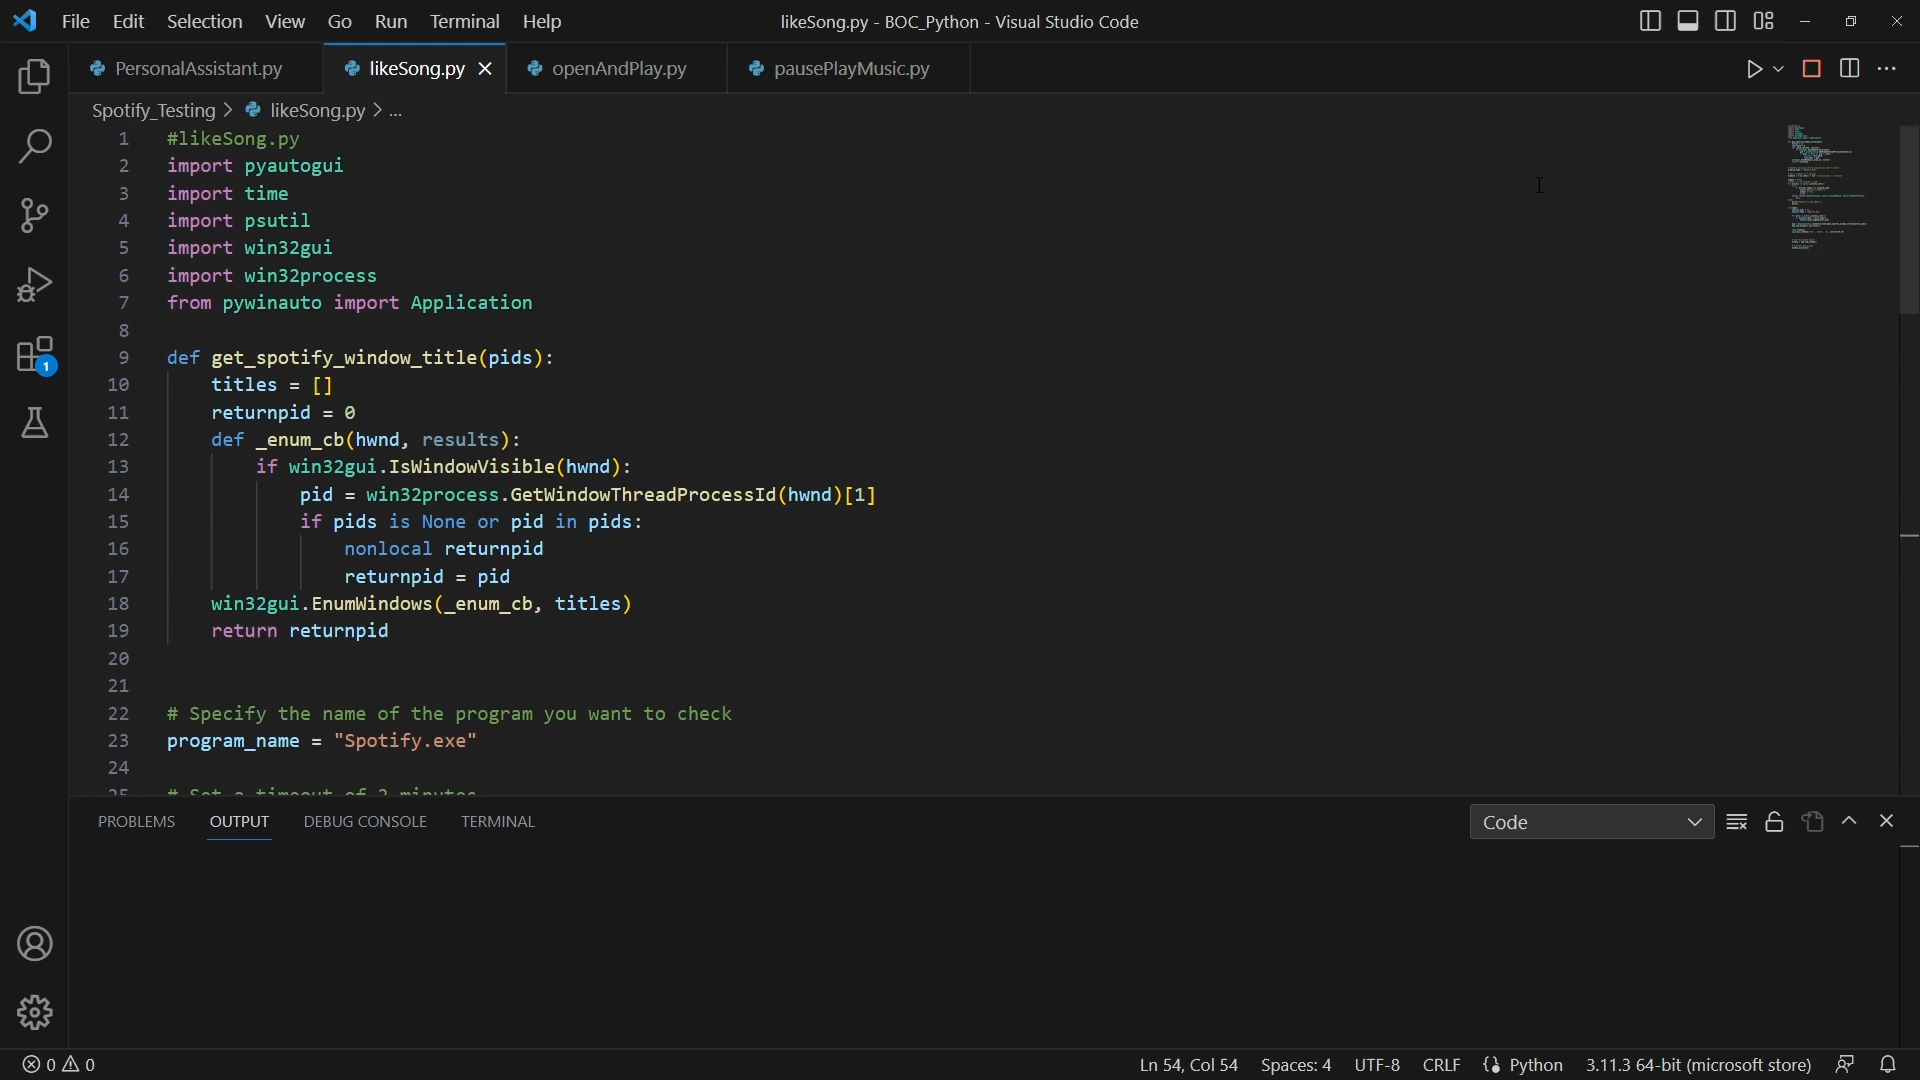 File Edit Selection View Go Run Terminal Help
likeSong.py - BOC_Python - Visual Studio Code
PersonalAssistant.py
likeSong.py
openAndPlay.py
pausePlayMusic.py
Spotify_Testing > likeSong.py > ...
1 #likeSong.py
2 import pyautogui
3 import time
4 import psutil
5 import win32gui
6 import win32process
7 from pywinauto import Application
8
9 def get_spotify_window_title(pids):
10 titles = []
11 returnpid = 0
12 def _enum_cb(hwnd, results):
13 if win32gui.IsWindowVisible(hwnd):
14 pid = win32process.GetWindowThreadProcessId(hwnd)[1]
15 if pids is None or pid in pids:
16 nonlocal returnpid
17 returnpid = pid
18 win32gui.EnumWindows(_enum_cb, titles)
19 return returnpid
20
21
22 # Specify the name of the program you want to check
23 program_name = "Spotify.exe"
24
25 # Set a timeout of 2 minutes
1
PROBLEMS OUTPUT DEBUG CONSOLE TERMINAL
Code
0 0
Ln 54, Col 54 Spaces: 4 UTF-8 CRLF Python 3.11.3 64-bit (microsoft store)